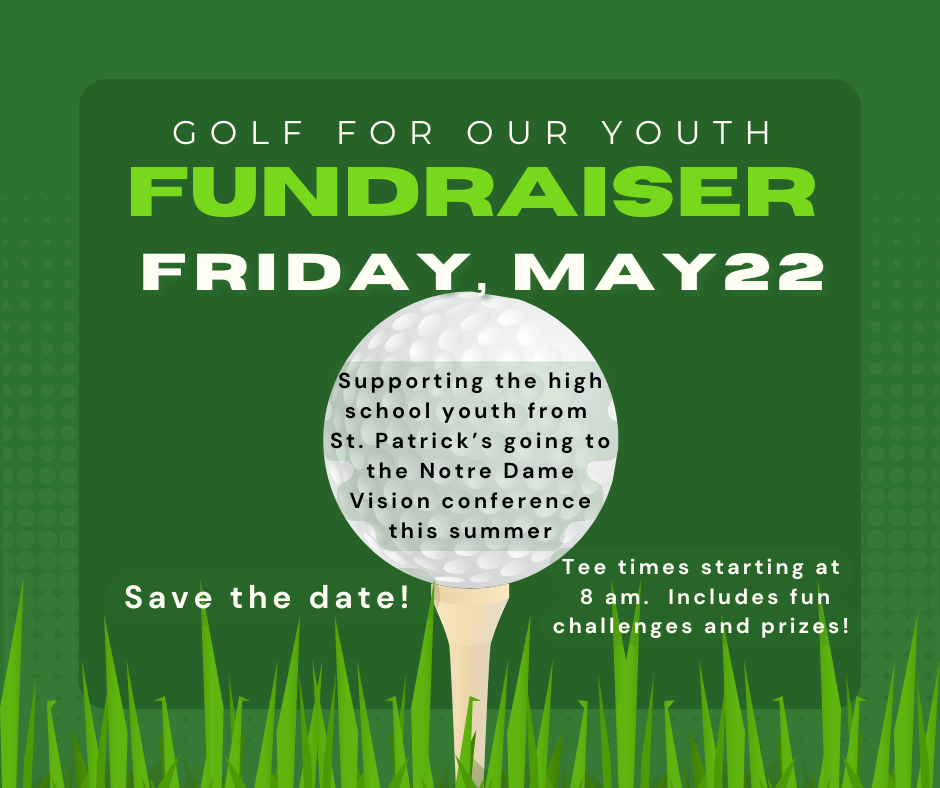 GOLF FOR OUR YOUTH
FUNDRAISER
FRIDAY, MAY22
Supporting the high
school youth from
St. Patrick's going to
the Notre Dame
Vision conference
this summer
Save the date!
Tee times starting at
8 am.  Includes fun
challenges and prizes!